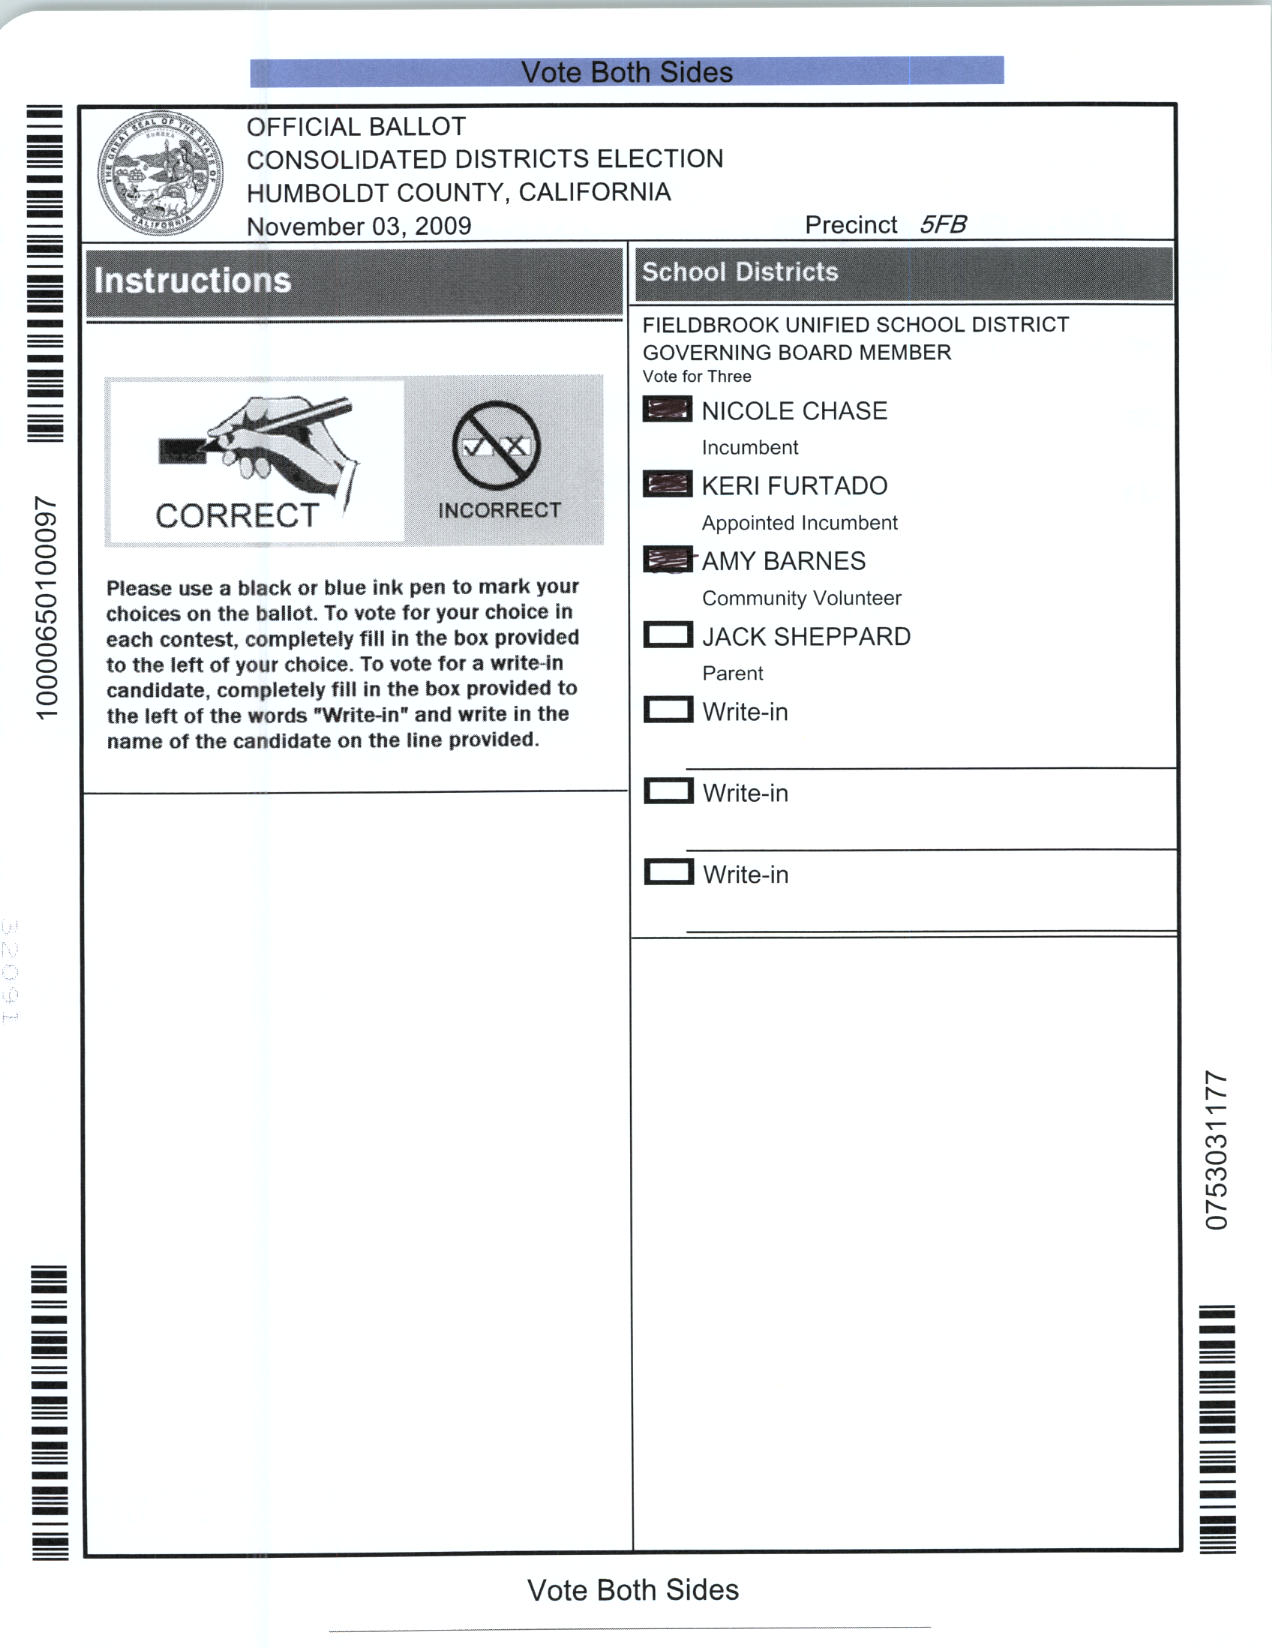 Vote Both Sides
THE GREAT SEAL OF THE STATE OF CALIFORNIA
EUREKA
OFFICIAL BALLOT
CONSOLIDATED DISTRICTS ELECTION
HUMBOLDT COUNTY, CALIFORNIA
November 03, 2009
Precinct 5FB
Instructions
CORRECT
INCORRECT
Please use a black or blue ink pen to mark your
choices on the ballot. To vote for your choice in
each contest, completely fill in the box provided
to the left of your choice. To vote for a write-in
candidate, completely fill in the box provided to
the left of the words "Write-in" and write in the
name of the candidate on the line provided.
School Districts
FIELDBROOK UNIFIED SCHOOL DISTRICT
GOVERNING BOARD MEMBER
Vote for Three
NICOLE CHASE
Incumbent
KERI FURTADO
Appointed Incumbent
AMY BARNES
Community Volunteer
JACK SHEPPARD
Parent
Write-in
Write-in
Write-in
10000650100097
32091
0753031177
Vote Both Sides